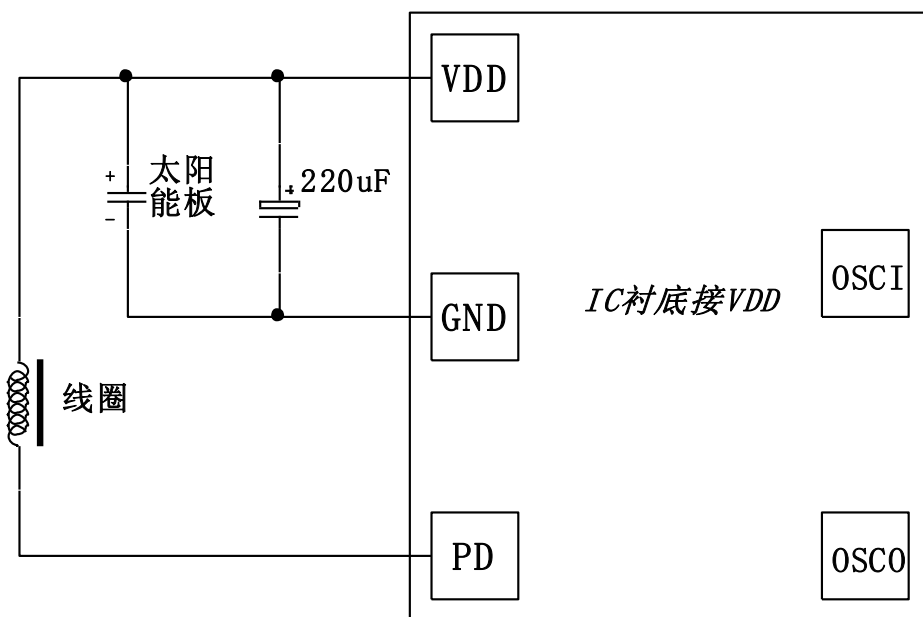 VDD
太阳
能板
+
-
+220uF
OSCI
GND
IC衬底接VDD
线圈
PD
OSCO